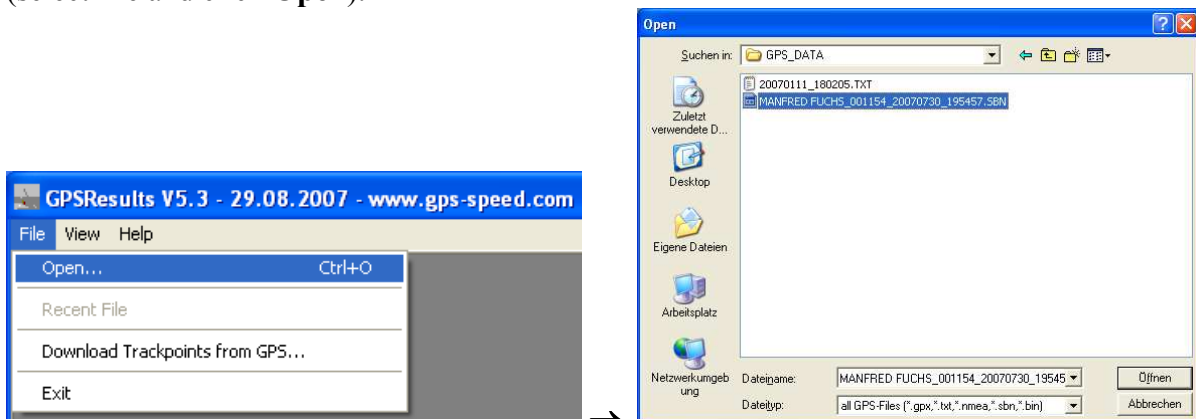 GPSResults V5.3 - 29.08.2007 - www.gps-speed.com
File View Help
Open... Ctrl+O
Recent File
Download Trackpoints from GPS...
Exit
→
Open
Suchen in: GPS_DATA
20070111_180205.TXT
MANFRED FUCHS_001154_20070730_195457.SBN
Zuletzt
verwendete D...
Desktop
Eigene Dateien
Arbeitsplatz
Netzwerkumgeb
ung
Dateiname: MANFRED FUCHS_001154_20070730_19545
Öffnen
Dateityp: all GPS-Files (*.gpx,*.txt,*.nmea,*.sbn,*.bin)
Abbrechen